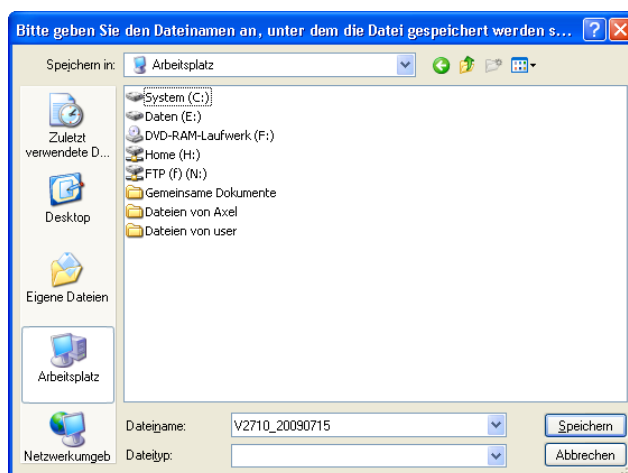 Bitte geben Sie den Dateinamen an, unter dem die Datei gespeichert werden s...
Speichern in:
Arbeitsplatz
Zuletzt
verwendete D...
Desktop
Eigene Dateien
Arbeitsplatz
Netzwerkumgeb
System (C:)
Daten (E:)
DVD-RAM-Laufwerk (F:)
Home (H:)
FTP (f) (N:)
Gemeinsame Dokumente
Dateien von Axel
Dateien von user
Dateiname:
V2710_20090715
Speichern
Dateityp:
Abbrechen